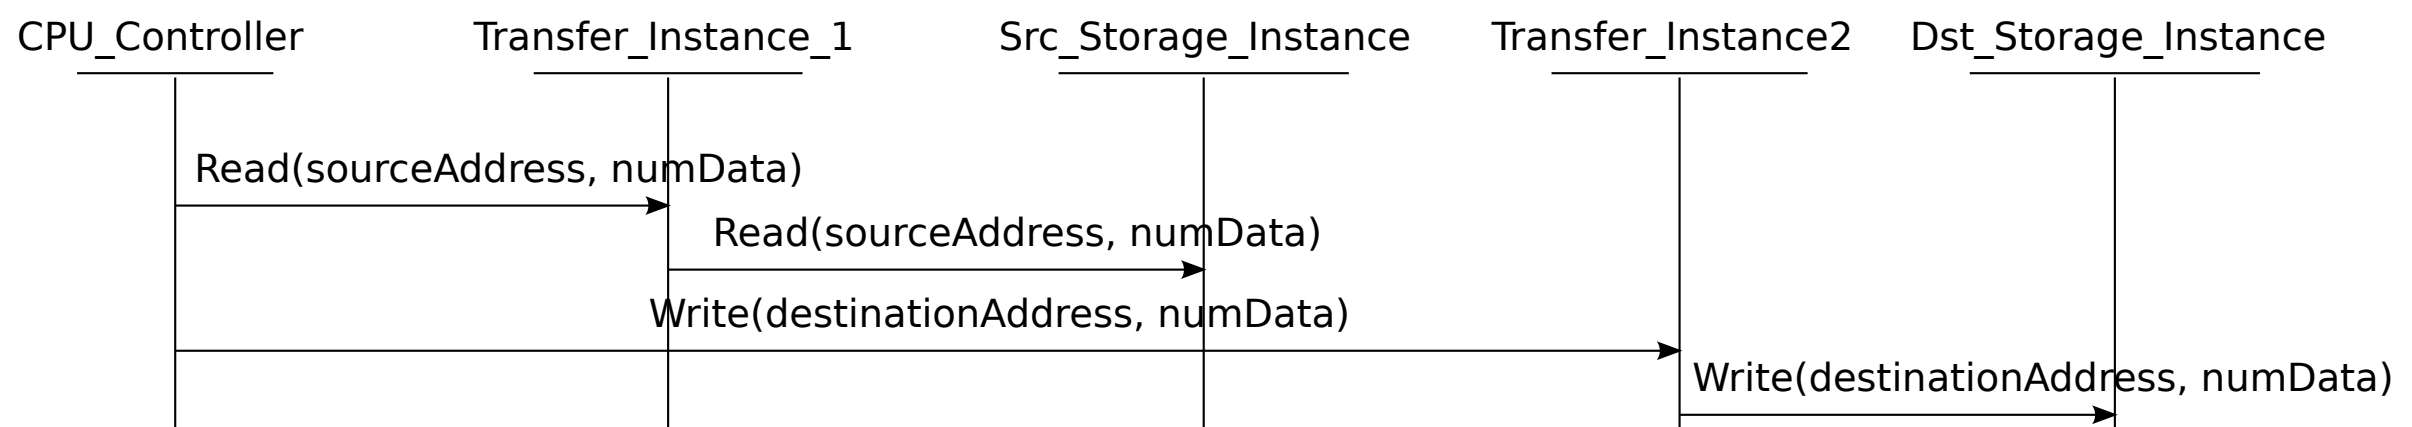 CPU_Controller Transfer_Instance_1 Src_Storage_Instance Transfer_Instance2 Dst_Storage_Instance
Read(sourceAddress, numData)
Read(sourceAddress, numData)
Write(destinationAddress, numData)
Write(destinationAddress, numData)